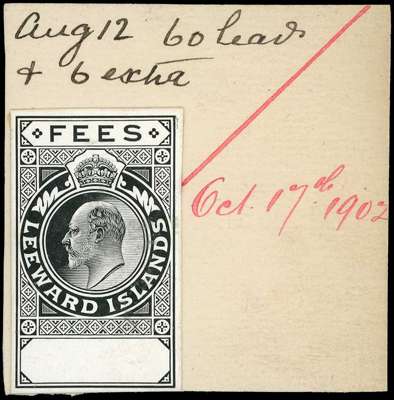 Aug 12 60 leads
+ 6 extra
FEES
LEEWARD ISLANDS
Oct. 17th. 1902